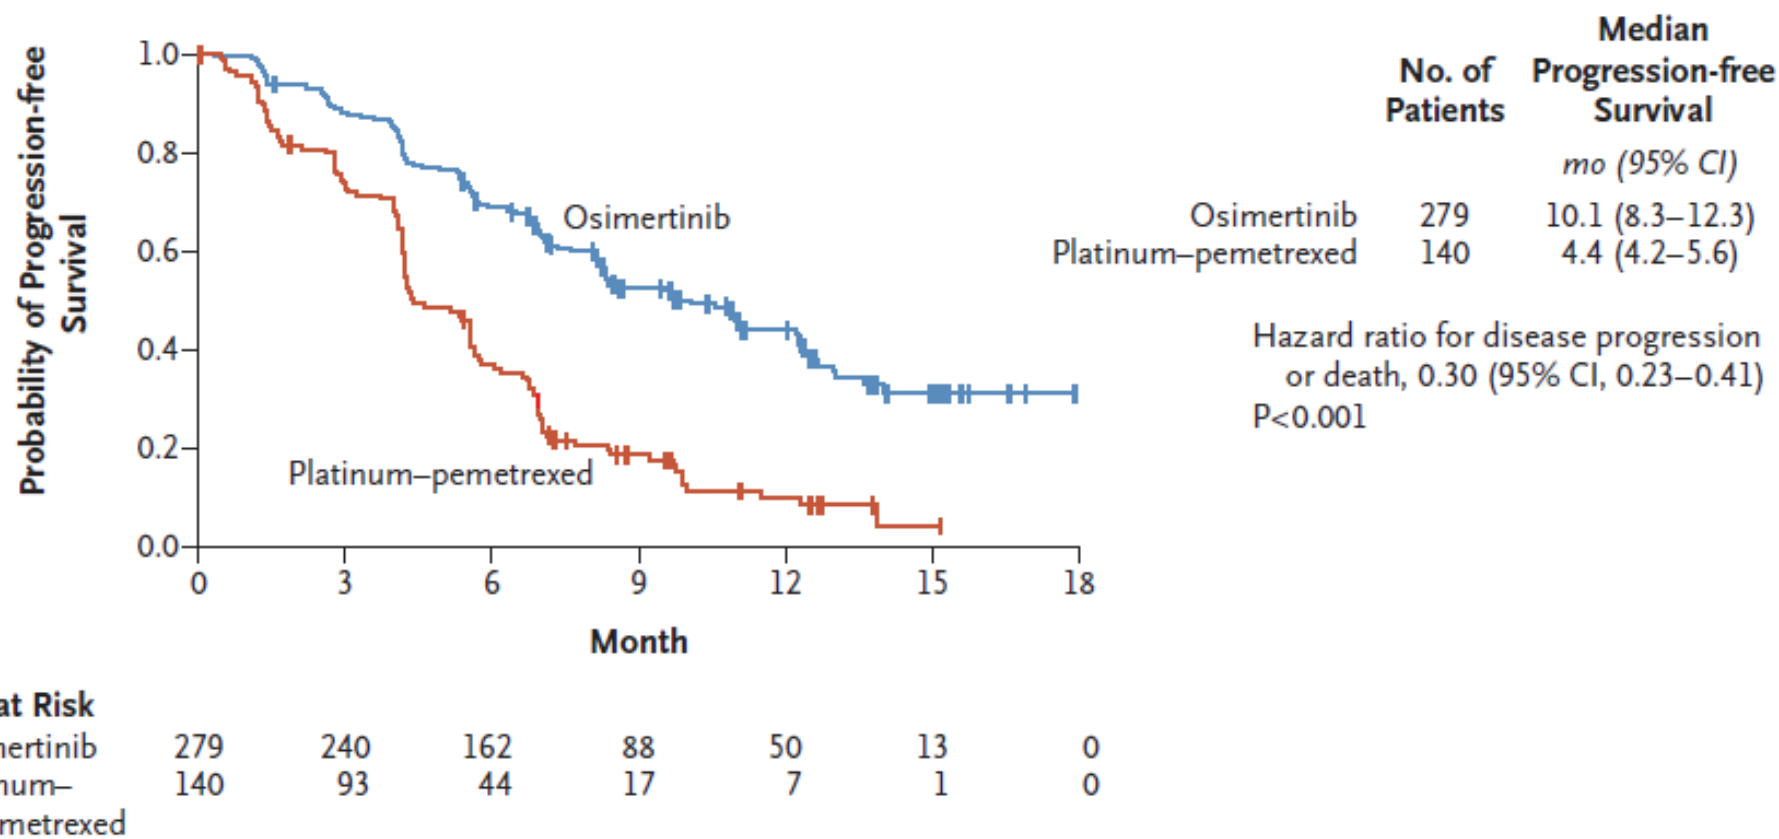 Probability of Progression-free
Survival
1.0
0.8
0.6
0.4
0.2
0.0
Osimertinib
Platinum–pemetrexed
0 3 6 9 12 15 18
Month
Median
No. of Progression-free
Patients Survival
mo (95% CI)
Osimertinib 279 10.1 (8.3–12.3)
Platinum–pemetrexed 140 4.4 (4.2–5.6)
Hazard ratio for disease progression
or death, 0.30 (95% CI, 0.23–0.41)
P<0.001
at Risk
nertinib 279 240 162 88 50 13 0
num– 140 93 44 17 7 1 0
metrexed